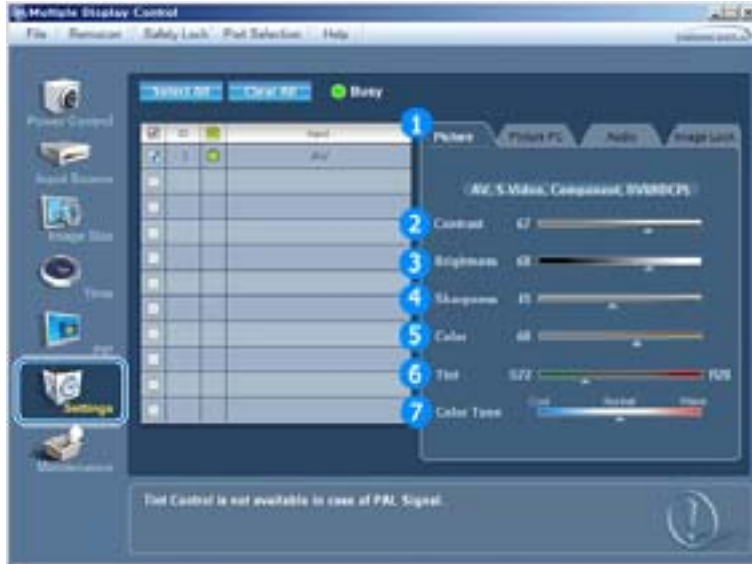 Multiple Display Control
File Remocon Safety Lock Port Selection Help
Select All Clear All Busy
ID Input
AV
Power Control
Input Source
Image Size
Time
PIP
Settings
Maintenance
1 Picture Picture PC Audio Image Lock
AV, S-Video, Component, DVI(HDCP)
2 Contrast 67
3 Brightness 68
4 Sharpness 45
5 Color 60
6 Tint
7 Color Tone Cool Normal Warm
Tint Control is not available in case of PAL Signal.